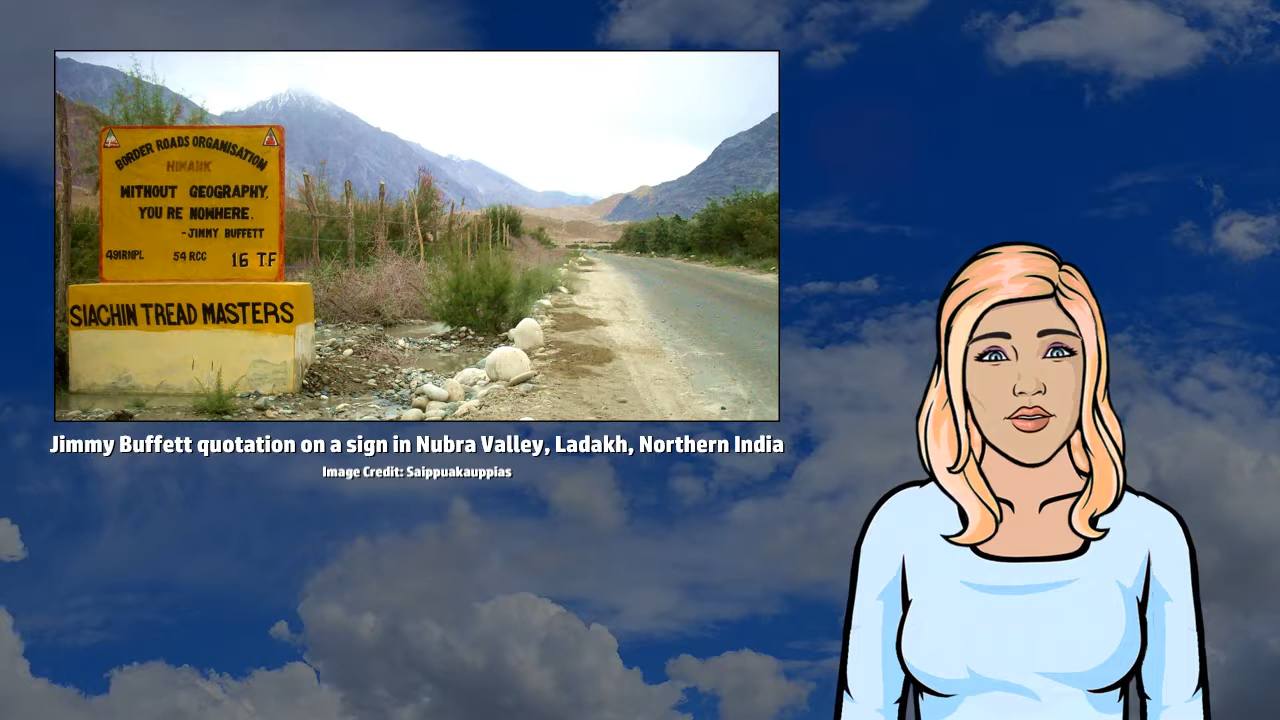 BORDER ROADS ORGANISATION
HIMANK
WITHOUT GEOGRAPHY,
YOU'RE NOWHERE.
-JIMMY BUFFETT
54 RCC
16 TF
SIACHIN TREAD MASTERS
Jimmy Buffett quotation on a sign in Nubra Valley, Ladakh, Northern India
Image Credit: Saippuakauppias